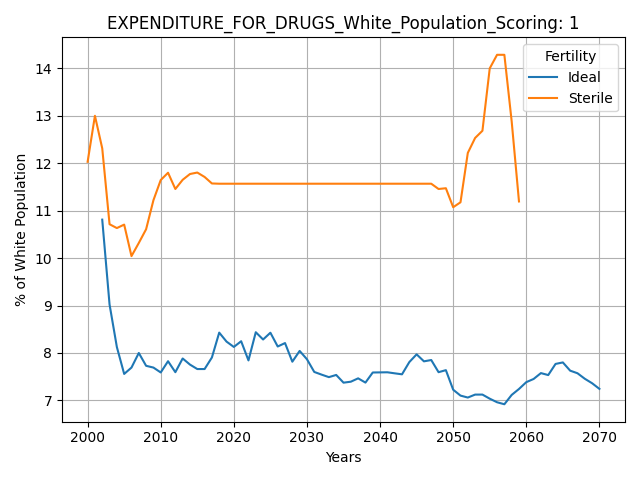 EXPENDITURE_FOR_DRUGS_White_Population_Scoring: 1
Fertility
Ideal
Sterile
14
13
12
11
10
9
8
7
% of White Population
2000 2010 2020 2030 2040 2050 2060 2070
Years